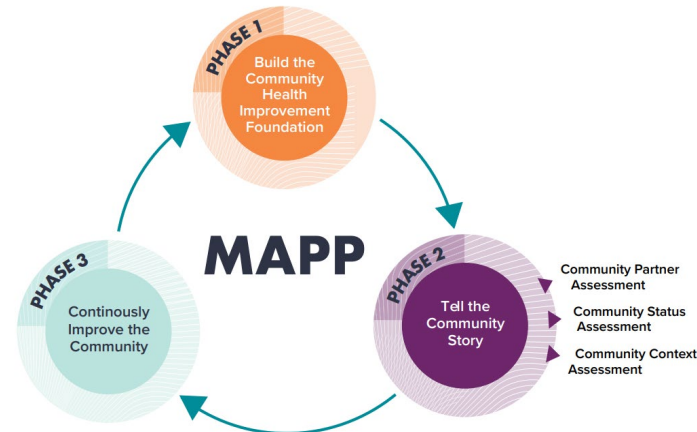 PHASE 1
Build the
Community
Health
Improvement
Foundation
MAPP
PHASE 2
Tell the
Community
Story
Community Partner
Assessment
Community Status
Assessment
Community Context
Assessment
PHASE 3
Continously
Improve the
Community